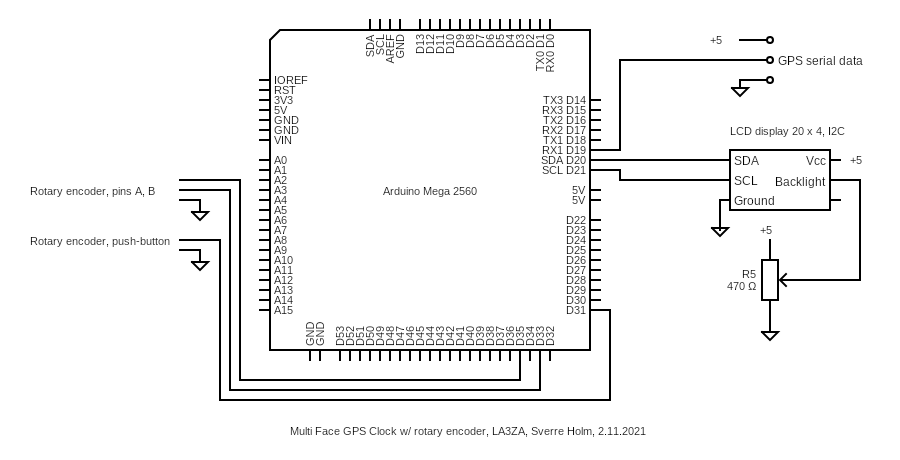 SDA
SCL
AREF
GND
D13
D12
D11
D10
D9
D8
D7
D6
D5
D4
D3
D2
TX0 D1
RX0 D0
IOREF
RST
3V3
5V
GND
GND
VIN
A0
A1
A2
A3
A4
A5
A6
A7
A8
A9
A10
A11
A12
A13
A14
A15
Rotary encoder, pins A, B
Rotary encoder, push-button
Arduino Mega 2560
TX3 D14
RX3 D15
TX2 D16
RX2 D17
TX1 D18
RX1 D19
SDA D20
SCL D21
5V
5V
D22
D23
D24
D25
D26
D27
D28
D29
D30
D31
GND
GND
D53
D52
D51
D50
D49
D48
D47
D46
D45
D44
D43
D42
D41
D40
D39
D38
D37
D36
D35
D34
D33
D32
+5
GPS serial data
LCD display 20 x 4, I2C
SDA Vcc
+5
SCL Backlight
Ground
+5
R5
470 Ω
Multi Face GPS Clock w/ rotary encoder, LA3ZA, Sverre Holm, 2.11.2021